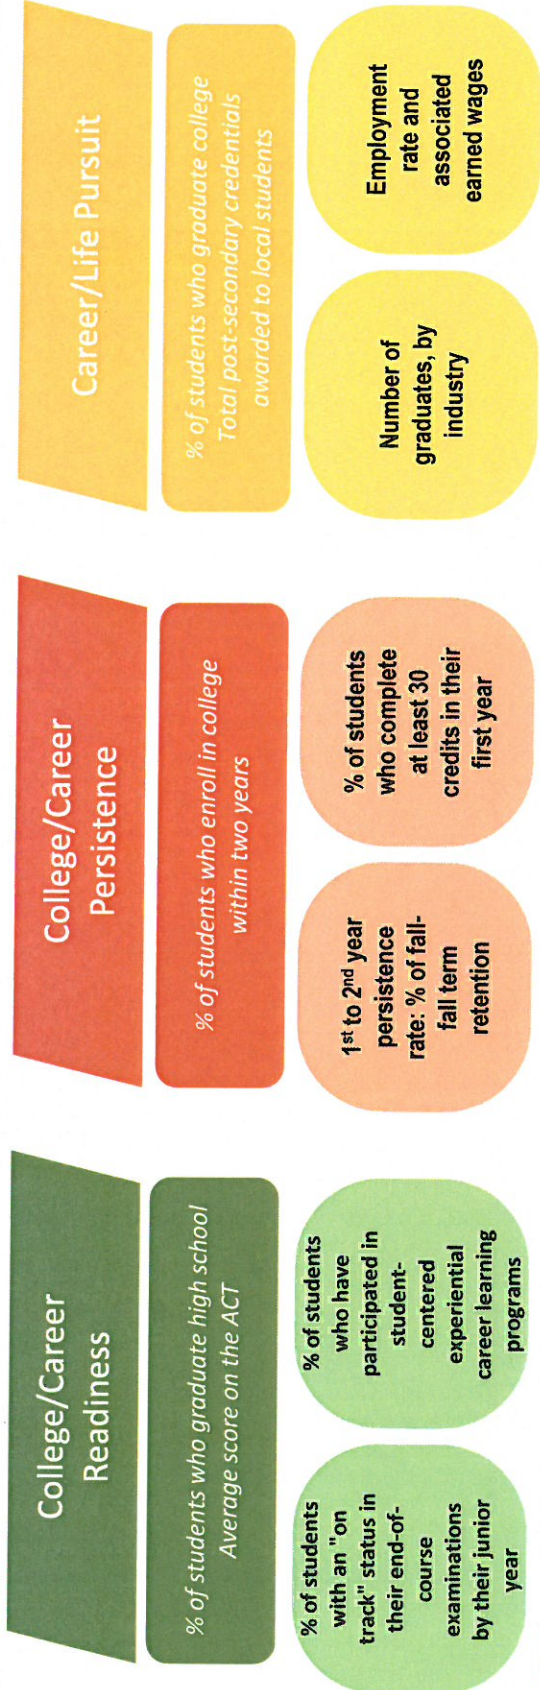 College/Career
Readiness
% of students who graduate high school
Average score on the ACT
% of students
with an "on
track" status in
their end-of-
course
examinations
by their junior
year
% of students
who have
participated in
student-
centered
experiential
career learning
programs
College/Career
Persistence
% of students who enroll in college
within two years
1st to 2nd year
persistence
rate: % of fall-
fall term
retention
% of students
who complete
at least 30
credits in their
first year
Career/Life Pursuit
% of students who graduate college
Total post-secondary credentials
awarded to local students
Number of
graduates, by
industry
Employment
rate and
associated
earned wages